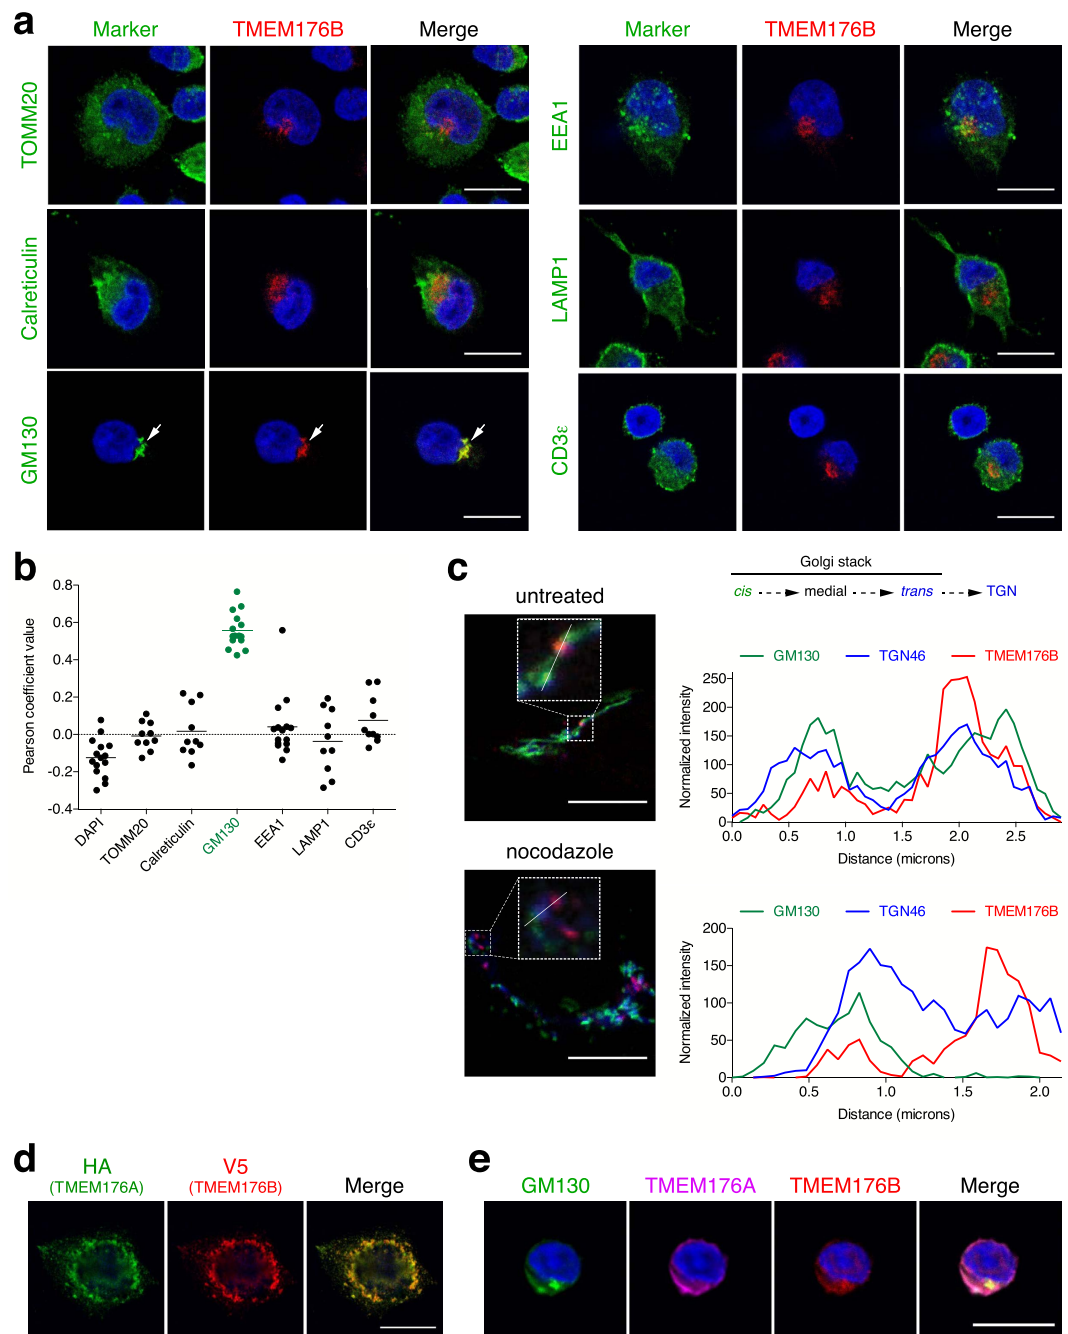 a
Marker TMEM176B Merge Marker TMEM176B Merge
TOMM20
EEA1
Calreticulin
LAMP1
GM130
CD3ε
b
0.8
0.6
0.4
0.2
0.0
-0.2
-0.4
Pearson coefficient value
DAPI TOMM20 Calreticulin GM130 EEA1 LAMP1 CD3ε
c
untreated
nocodazole
Golgi stack
cis medial trans TGN
GM130 TGN46 TMEM176B
250
200
150
100
50
0
Normalized intensity
0.0 0.5 1.0 1.5 2.0 2.5
Distance (microns)
GM130 TGN46 TMEM176B
200
150
100
50
0
Normalized intensity
0.0 0.5 1.0 1.5 2.0
Distance (microns)
d
HA V5 Merge
(TMEM176A) (TMEM176B)
e
GM130 TMEM176A TMEM176B Merge